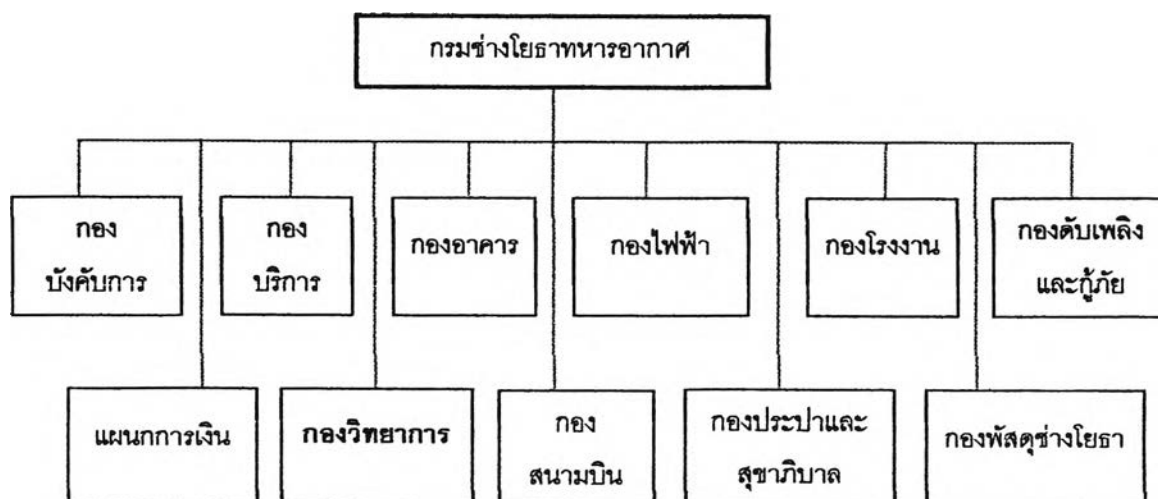 กรมช่างโยธาทหารอากาศ
กอง
บังคับการ
กอง
บริการ
กองอาคาร
กองไฟฟ้า
กองโรงงาน
กองดับเพลิง
และกู้ภัย
แผนกการเงิน
กองวิทยาการ
กอง
สนามบิน
กองประปาและ
สุขาภิบาล
กองพัสดุช่างโยธา